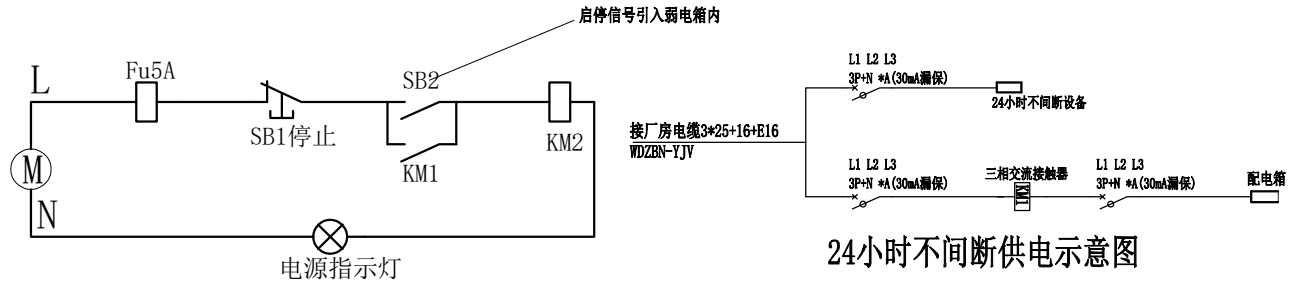 启停信号引入弱电箱内
L
Fu5A
SB1停止
SB2
KM1
KM2
M
N
电源指示灯
接厂房电缆3*25+16+E16
WDZBN-YJV
L1 L2 L3
3P+N *A(30mA漏保)
24小时不间断设备
L1 L2 L3
3P+N *A(30mA漏保)
三相交流接触器
KM1
L1 L2 L3
3P+N *A(30mA漏保)
配电箱
24小时不间断供电示意图